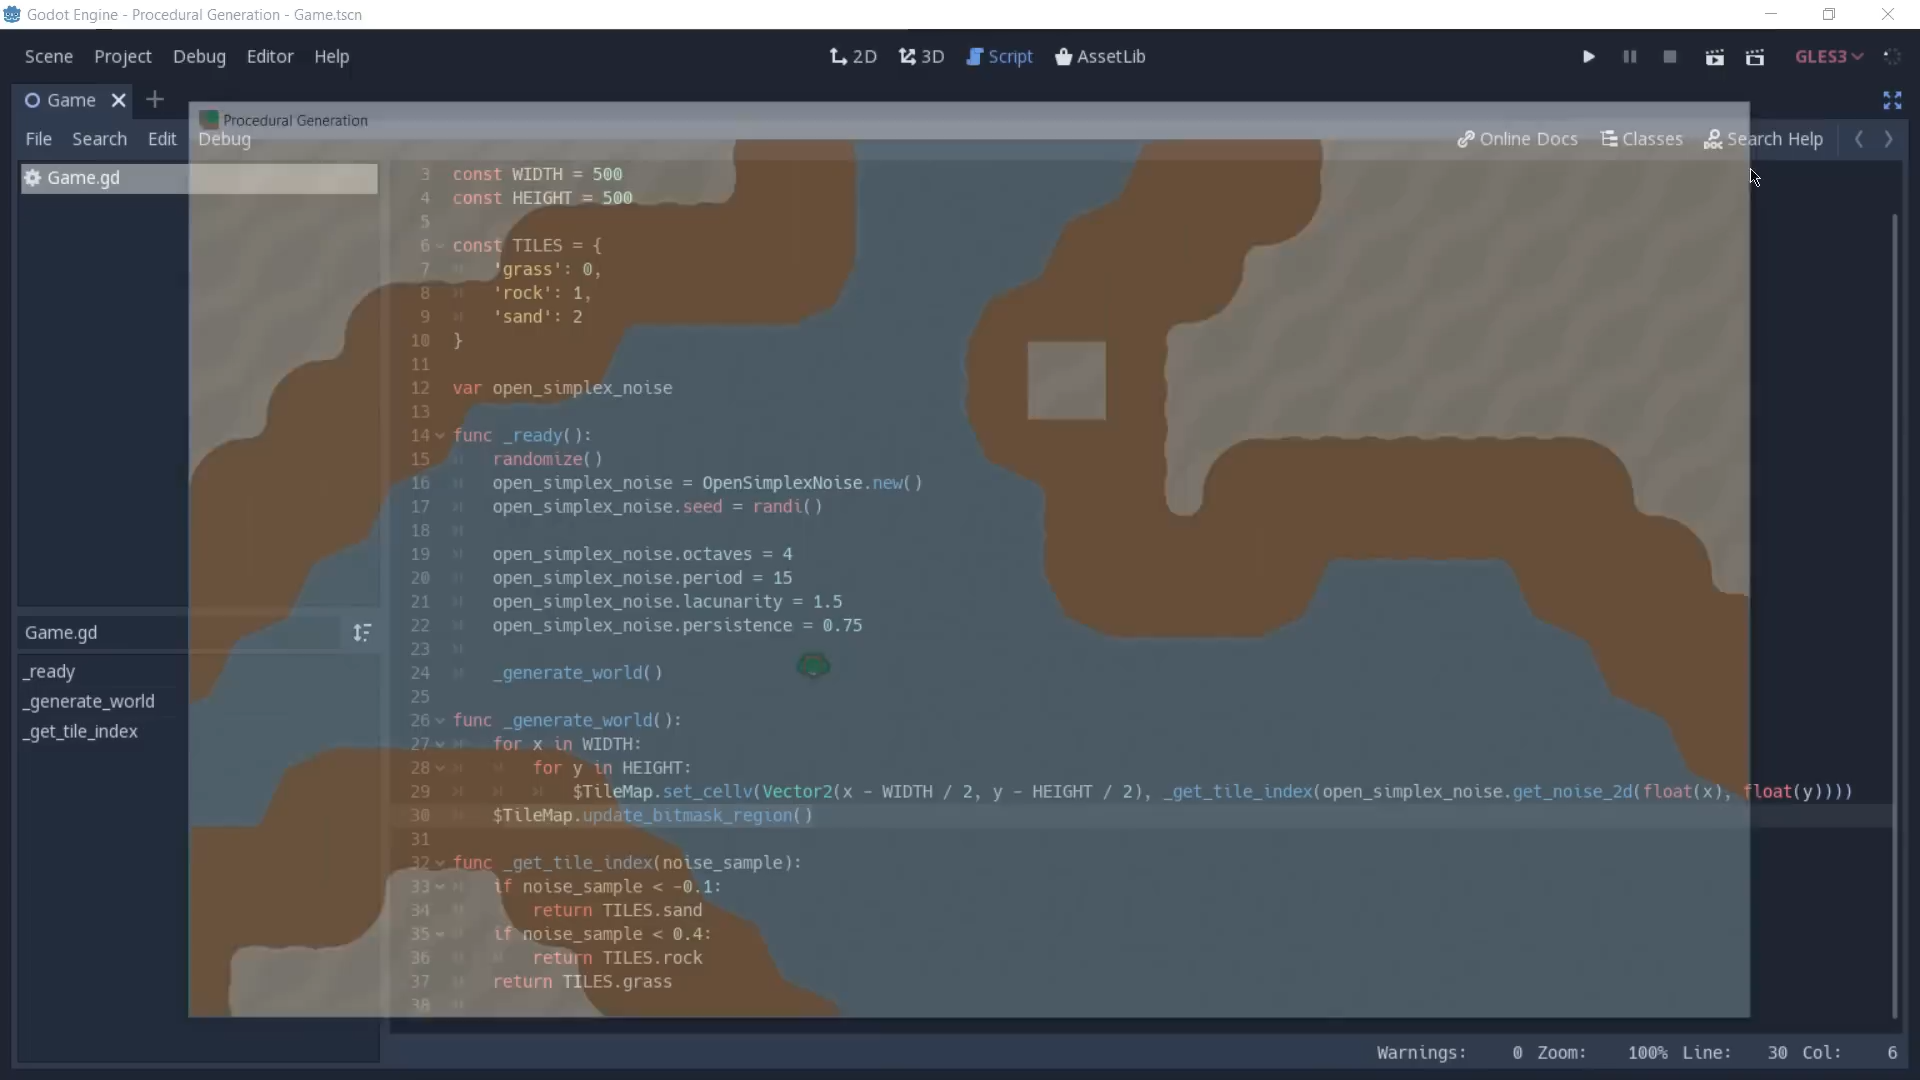 Godot Engine - Procedural Generation - Game.tscn
Scene Project Debug Editor Help
2D 3D Script AssetLib
GLES3
Game
Procedural Generation
File Search Edit Debug
Online Docs Classes Search Help
Game.gd
3 const WIDTH = 500
4 const HEIGHT = 500
5
6 const TILES = {
7 'grass': 0,
8 'rock': 1,
9 'sand': 2
10 }
11
12 var open_simplex_noise
13
14 func _ready():
15 randomize()
16 open_simplex_noise = OpenSimplexNoise.new()
17 open_simplex_noise.seed = randi()
18
19 open_simplex_noise.octaves = 4
20 open_simplex_noise.period = 15
21 open_simplex_noise.lacunarity = 1.5
22 open_simplex_noise.persistence = 0.75
23
24 _generate_world()
25
26 func _generate_world():
27 for x in WIDTH:
28 for y in HEIGHT:
29 $TileMap.set_cellv(Vector2(x - WIDTH / 2, y - HEIGHT / 2), _get_tile_index(open_simplex_noise.get_noise_2d(float(x), float(y))))
30 $TileMap.update_bitmask_region()
31
32 func _get_tile_index(noise_sample):
33 if noise_sample < -0.1:
34 return TILES.sand
35 if noise_sample < 0.4:
36 return TILES.rock
37 return TILES.grass
38
Game.gd
_ready
_generate_world
_get_tile_index
Warnings: 0 Zoom: 100% Line: 30 Col: 6